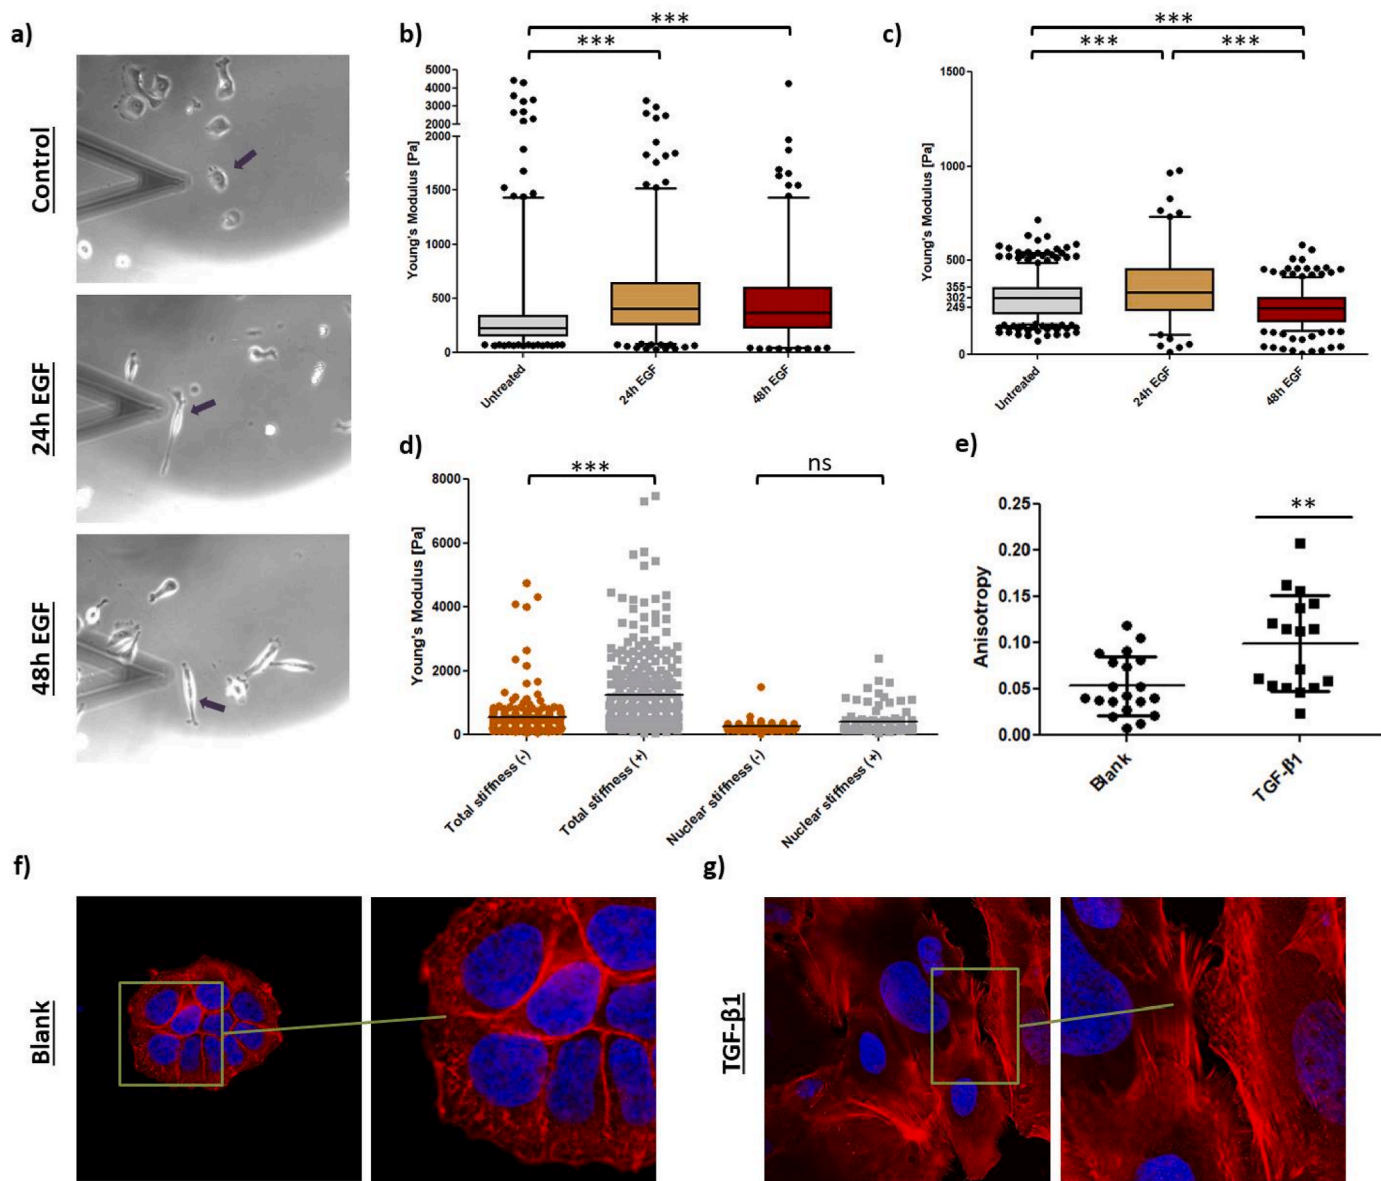 a)
Control
24h EGF
48h EGF
b)
***
***
Young's Modulus [Pa]
5000
4000
3000
2000
2000
1500
1000
500
0
Untreated
24h EGF
48h EGF
c)
***
*** ***
Young's Modulus [Pa]
1500
1000
500
355
302
249
0
Untreated
24h EGF
48h EGF
d)
*** ns
Young's Modulus [Pa]
8000
6000
4000
2000
0
Total stiffness (-)
Total stiffness (+)
Nuclear stiffness (-)
Nuclear stiffness (+)
e)
**
Anisotropy
0.25
0.20
0.15
0.10
0.05
0.00
Blank
TGF-β1
f)
Blank
g)
TGF-β1